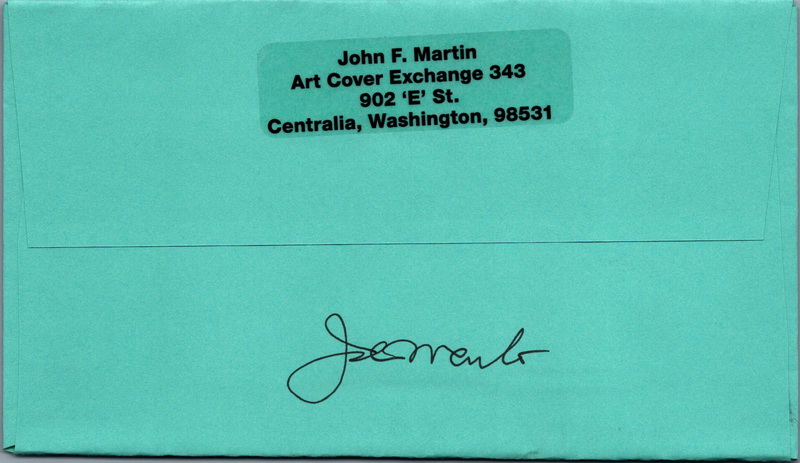 John F. Martin
Art Cover Exchange 343
902 'E' St.
Centralia, Washington, 98531